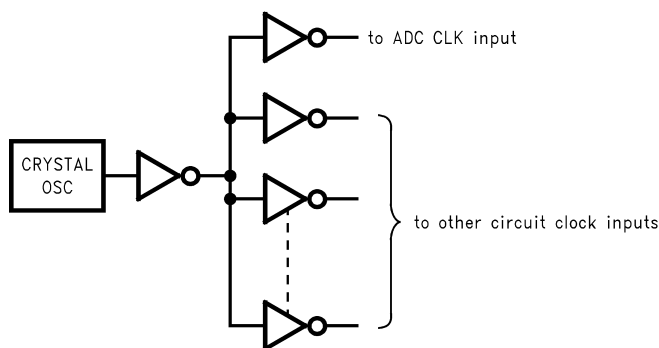 to ADC CLK input
CRYSTAL
OSC
to other circuit clock inputs